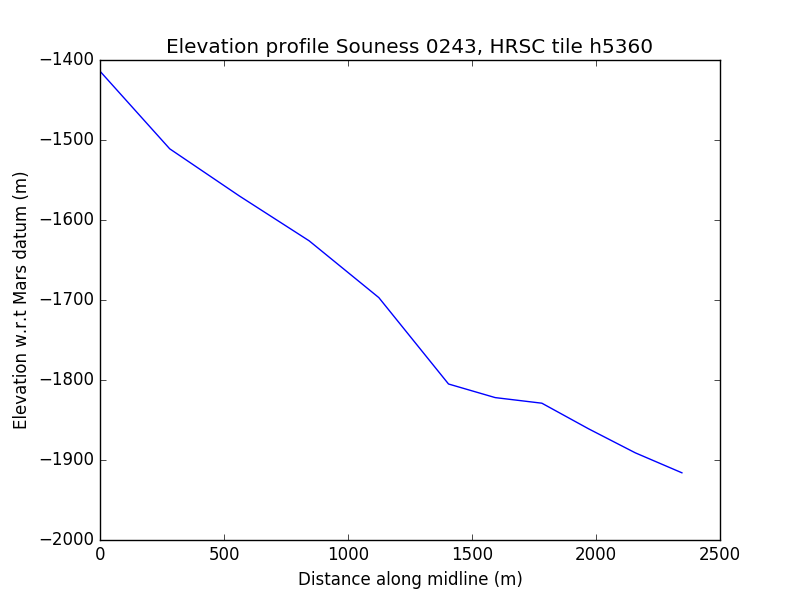 Elevation profile Souness 0243, HRSC tile h5360
Elevation w.r.t Mars datum (m)
−1400
−1500
−1600
−1700
−1800
−1900
−2000
0 500 1000 1500 2000 2500
Distance along midline (m)